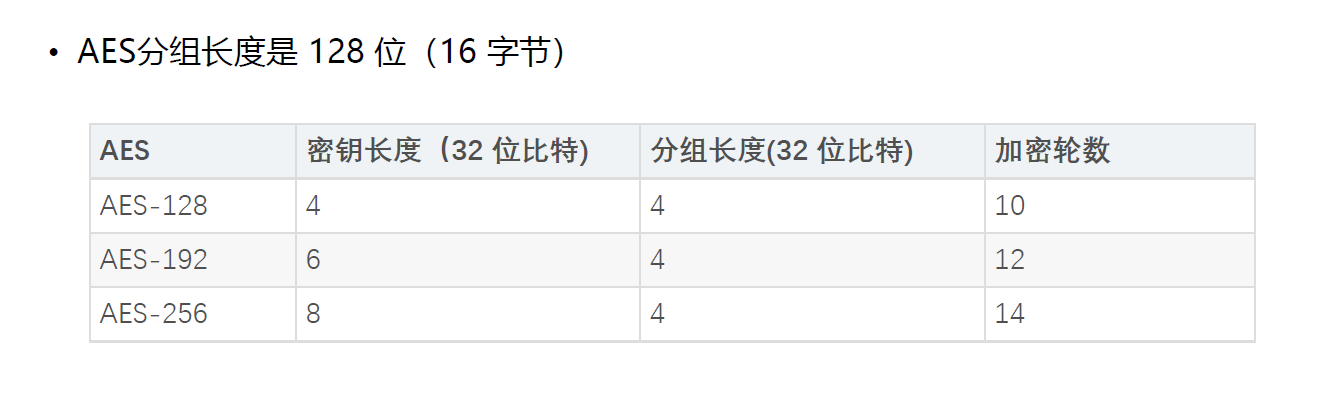 • AES分组长度是 128 位（16 字节）
AES 密钥长度（32 位比特) 分组长度(32 位比特) 加密轮数
AES-128 4 4 10
AES-192 6 4 12
AES-256 8 4 14